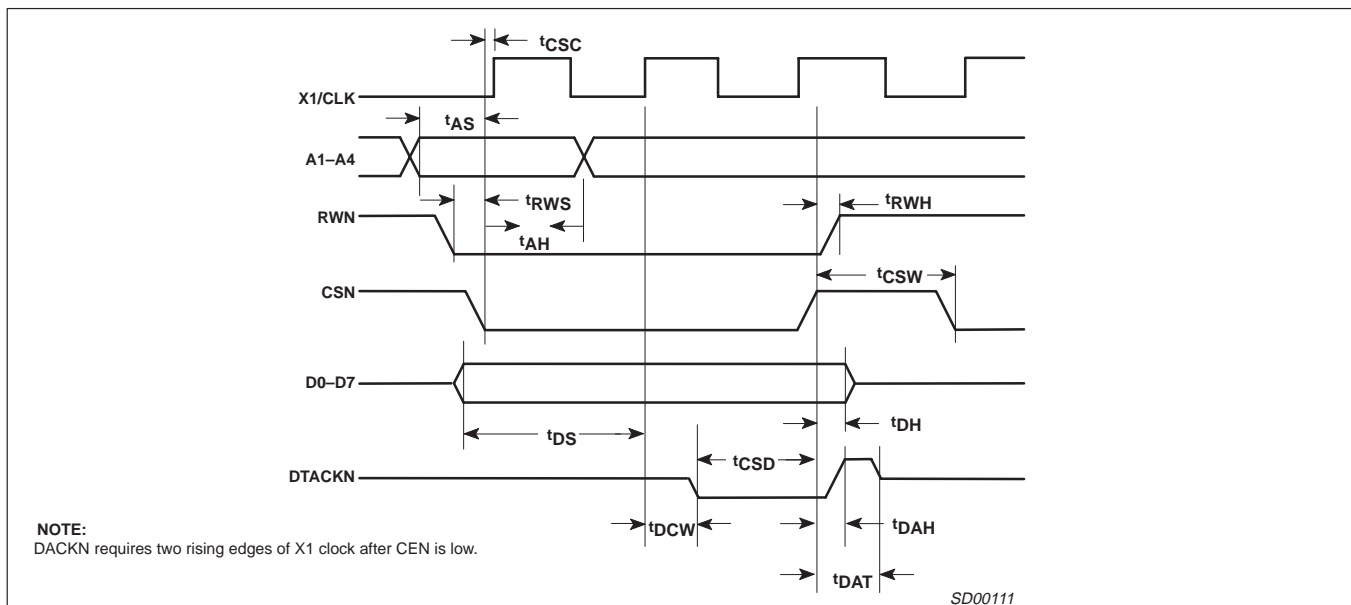 tCSC
X1/CLK
tAS
A1–A4
tRWS
tRWH
RWN
tAH
tCSW
CSN
D0–D7
tDH
tDS
tCSD
DTACKN
tDCW
tDAH
NOTE:
DACKN requires two rising edges of X1 clock after CEN is low.
tDAT
SD00111